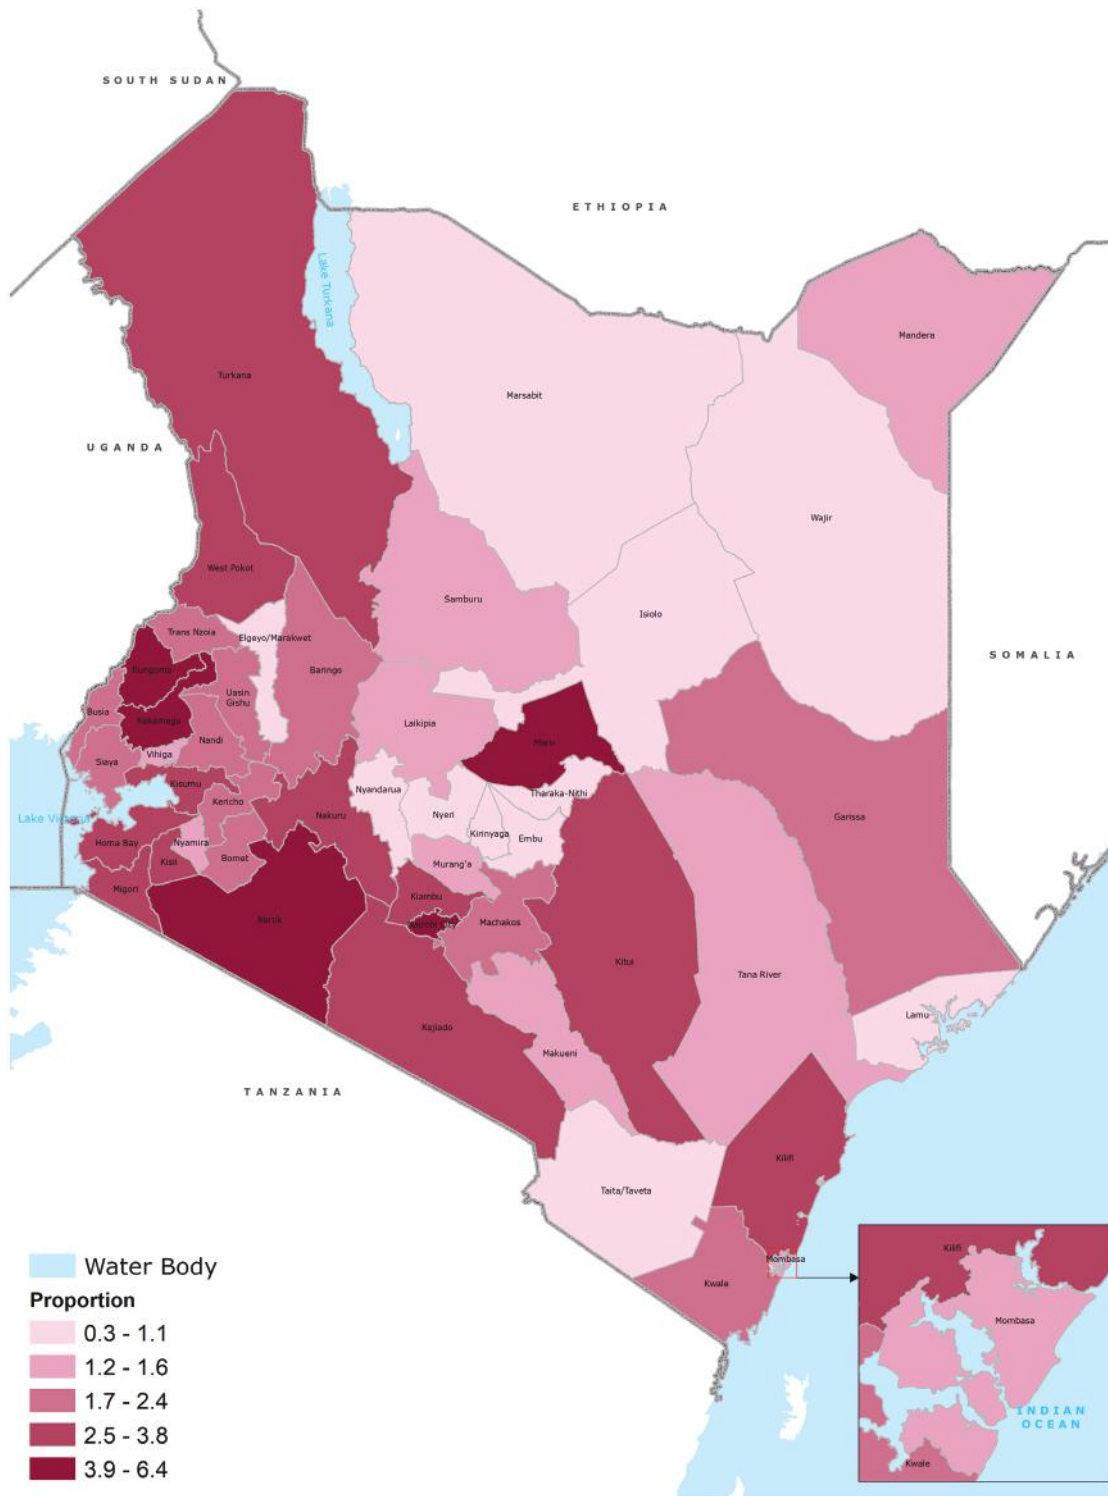 SOUTH SUDAN
ETHIOPIA
Lake Turkana
Mandera
Turkana
Marsabit
UGANDA
Wajir
West Pokot
Samburu
Isiolo
Trans Nzoia
Elgeyo/Marakwet
SOMALIA
Bungoma
Baringo
Uasin
Gishu
Busia
Kakamega
Laikipia
Nandi
Meru
Vihiga
Siaya
Kisumu
Nyandarua
Tharaka-Nithi
Kericho
Lake Victoria
Nakuru
Nyeri
Garissa
Kirinyaga
Embu
Homa Bay
Nyamira
Kisii
Bomet
Murang'a
Migori
Kiambu
Narok
Nairobi City
Machakos
Kitui
Tana River
Lamu
Kajiado
Makueni
TANZANIA
Kilifi
Taita/Taveta
Mombasa
Kwale
Kilifi
Mombasa
INDIAN
OCEAN
Kwale
Water Body
Proportion
0.3 - 1.1
1.2 - 1.6
1.7 - 2.4
2.5 - 3.8
3.9 - 6.4